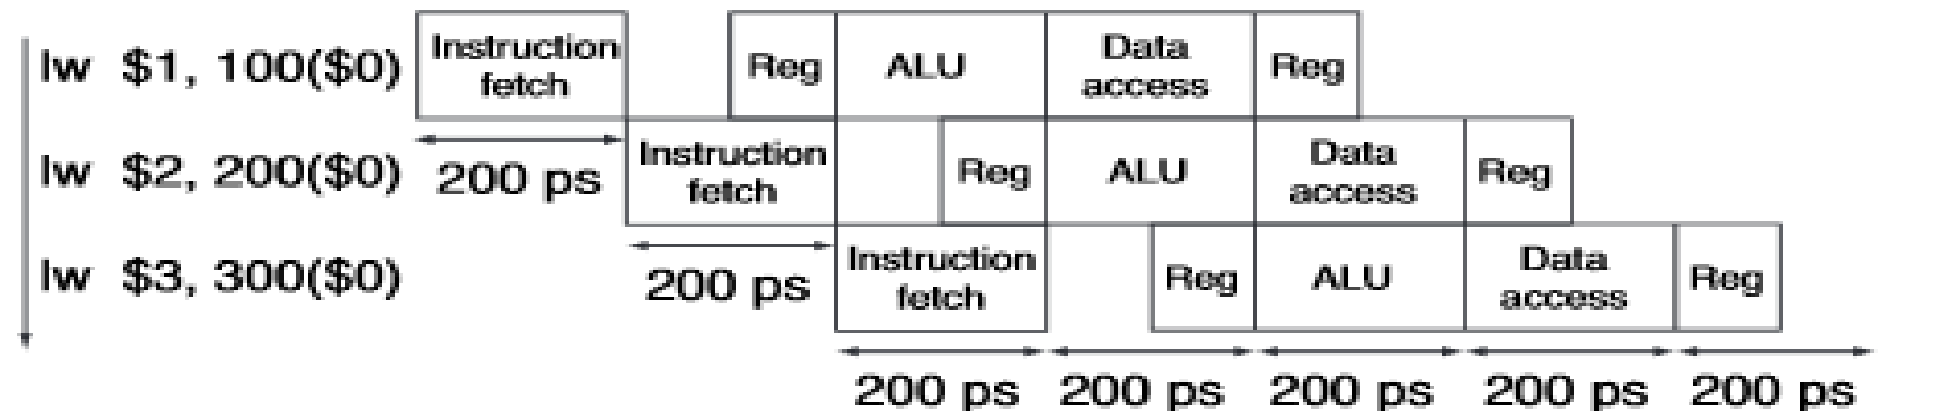 lw $1, 100($0) Instruction fetch Reg ALU Data access Reg
200 ps
lw $2, 200($0) Instruction fetch Reg ALU Data access Reg
200 ps
lw $3, 300($0) Instruction fetch Reg ALU Data access Reg
200 ps 200 ps 200 ps 200 ps 200 ps